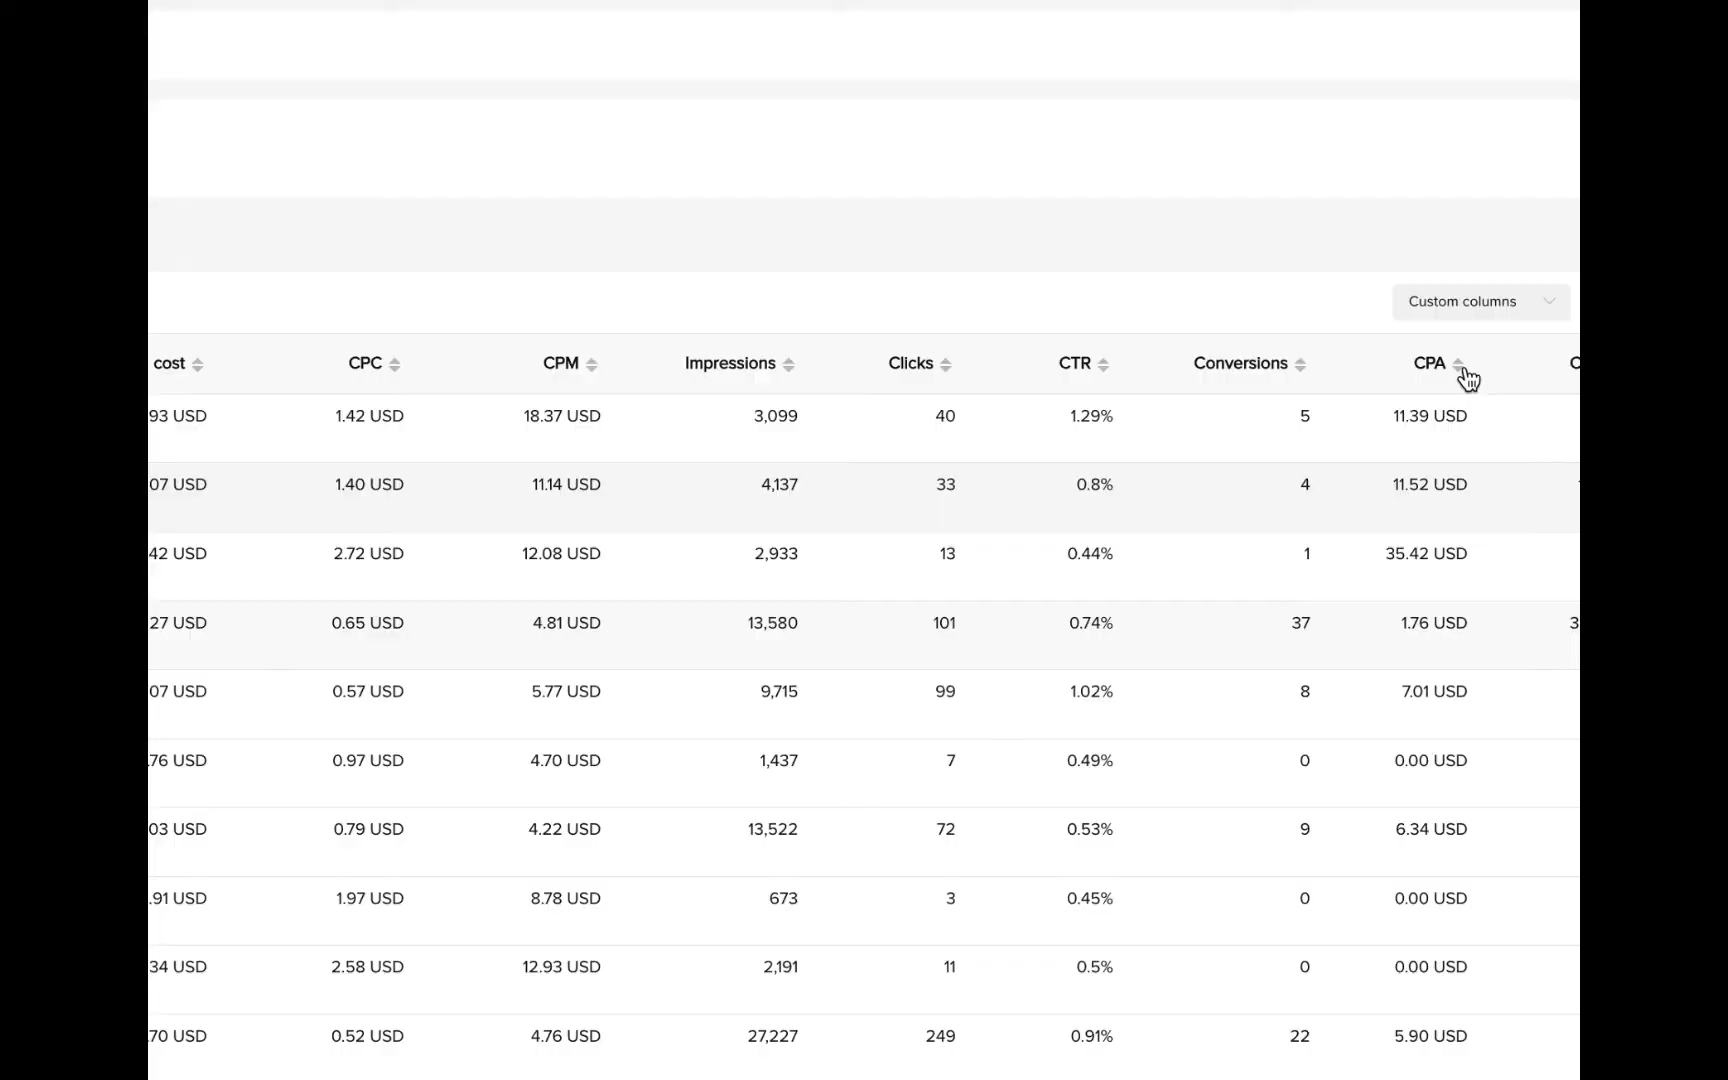 Custom columns
cost CPC CPM Impressions Clicks CTR Conversions CPA
93 USD 1.42 USD 18.37 USD 3,099 40 1.29% 5 11.39 USD
07 USD 1.40 USD 11.14 USD 4,137 33 0.8% 4 11.52 USD
42 USD 2.72 USD 12.08 USD 2,933 13 0.44% 1 35.42 USD
27 USD 0.65 USD 4.81 USD 13,580 101 0.74% 37 1.76 USD 3
07 USD 0.57 USD 5.77 USD 9,715 99 1.02% 8 7.01 USD
.76 USD 0.97 USD 4.70 USD 1,437 7 0.49% 0 0.00 USD
03 USD 0.79 USD 4.22 USD 13,522 72 0.53% 9 6.34 USD
.91 USD 1.97 USD 8.78 USD 673 3 0.45% 0 0.00 USD
34 USD 2.58 USD 12.93 USD 2,191 11 0.5% 0 0.00 USD
.70 USD 0.52 USD 4.76 USD 27,227 249 0.91% 22 5.90 USD